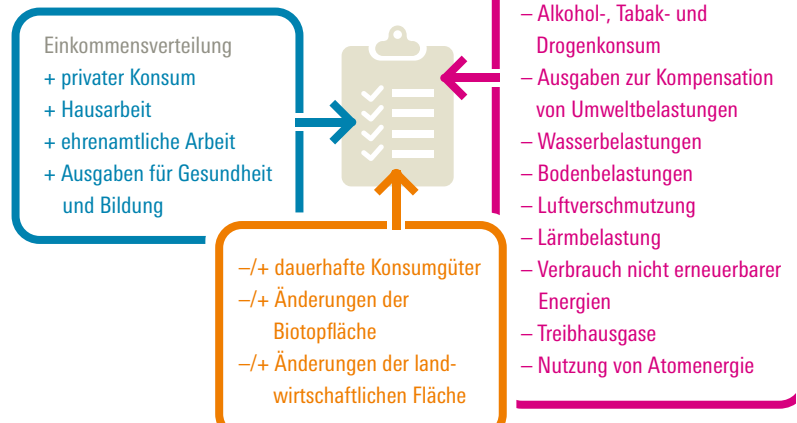 Einkommensverteilung
+ privater Konsum
+ Hausarbeit
+ ehrenamtliche Arbeit
+ Ausgaben für Gesundheit
und Bildung
–/+ dauerhafte Konsumgüter
–/+ Änderungen der
Biotopfläche
–/+ Änderungen der land-
wirtschaftlichen Fläche
– Alkohol-, Tabak- und
Drogenkonsum
– Ausgaben zur Kompensation
von Umweltbelastungen
– Wasserbelastungen
– Bodenbelastungen
– Luftverschmutzung
– Lärmbelastung
– Verbrauch nicht erneuerbarer
Energien
– Treibhausgase
– Nutzung von Atomenergie